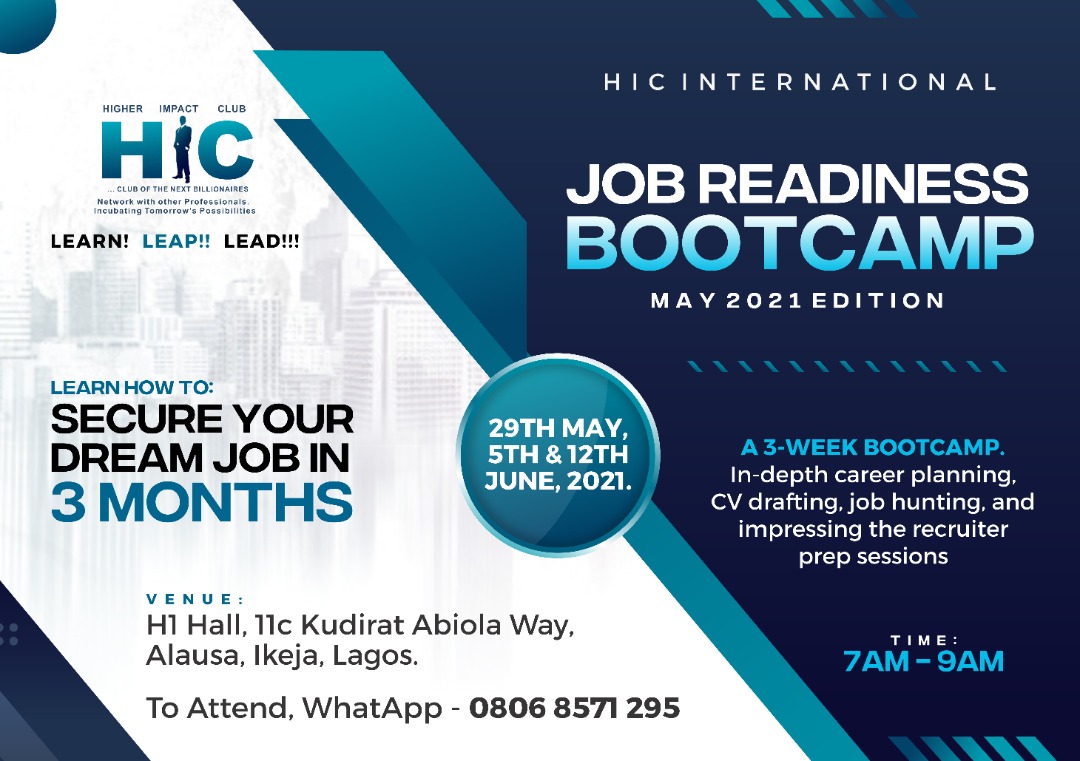 HIGHER IMPACT CLUB
HIC
... CLUB OF THE NEXT BILLIONAIRES
Network with other Professionals.
Incubating Tomorrow's Possibilities
LEARN! LEAP!! LEAD!!!
HIC INTERNATIONAL
JOB READINESS
BOOTCAMP
MAY 2021 EDITION
LEARN HOW TO:
SECURE YOUR
DREAM JOB IN
3 MONTHS
29TH MAY,
5TH & 12TH
JUNE, 2021.
A 3-WEEK BOOTCAMP.
In-depth career planning,
CV drafting, job hunting, and
impressing the recruiter
prep sessions
VENUE:
H1 Hall, 11c Kudirat Abiola Way,
Alausa, Ikeja, Lagos.
To Attend, WhatApp - 0806 8571 295
TIME:
7AM – 9AM